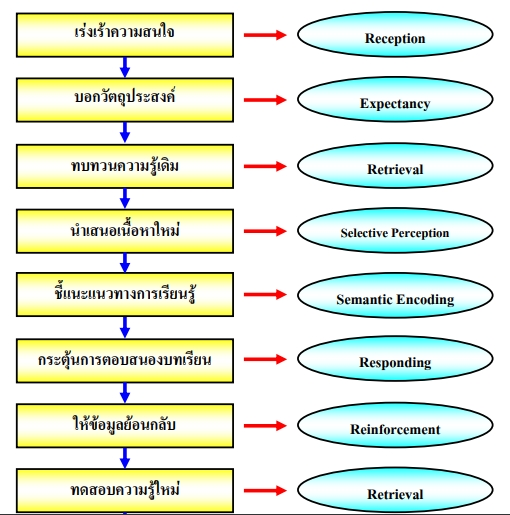 เร่งเร้าความสนใจ
Reception
บอกวัตถุประสงค์
Expectancy
ทบทวนความรู้เดิม
Retrieval
นำเสนอเนื้อหาใหม่
Selective Perception
ชี้แนะแนวทางการเรียนรู้
Semantic Encoding
กระตุ้นการตอบสนองบทเรียน
Responding
ให้ข้อมูลย้อนกลับ
Reinforcement
ทดสอบความรู้ใหม่
Retrieval